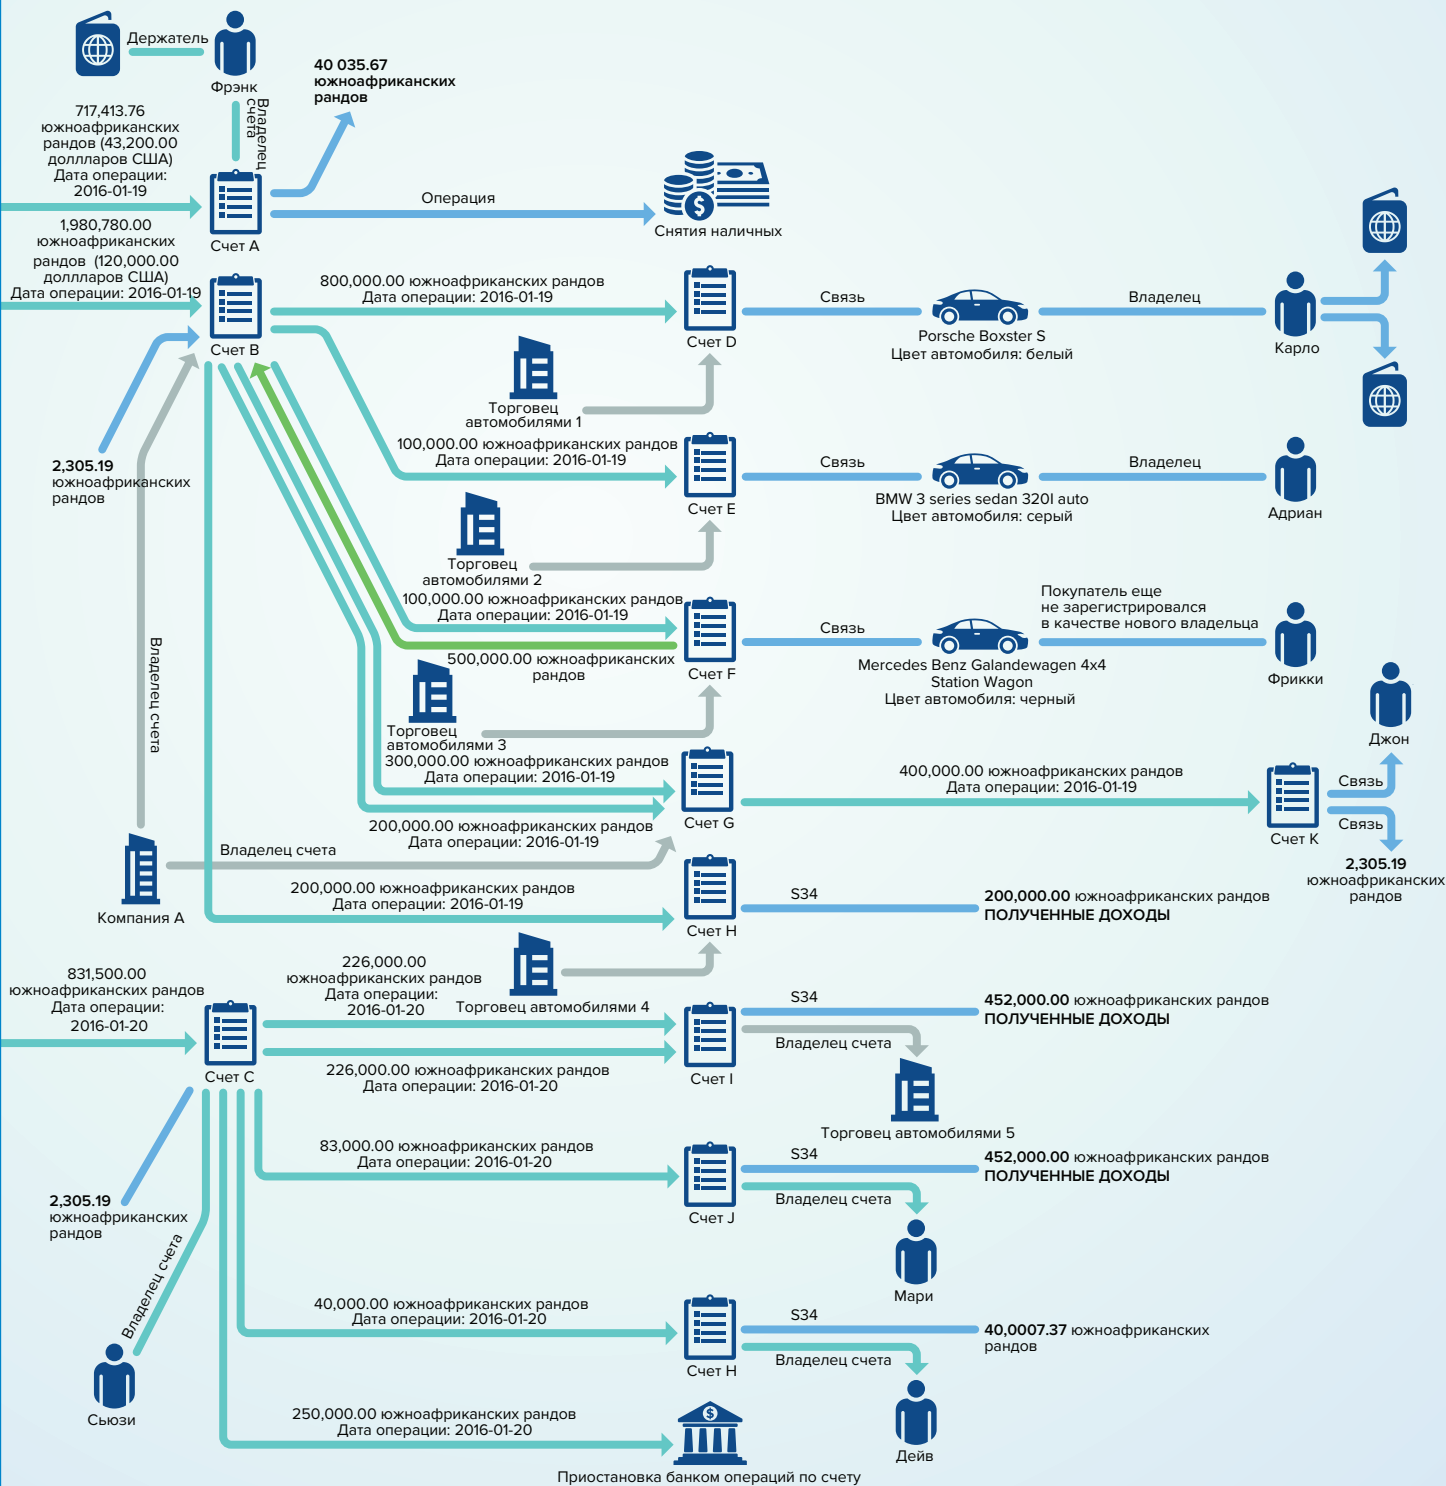 Держатель
Фрэнк
Владелец
счета
40 035.67
южноафриканских
рандов
717,413.76
южноафриканских
рандов (43,200.00
доллларов США)
Дата операции:
2016-01-19
Счет A
Операция
$
Снятия наличных
1,980,780.00
южноафриканских
рандов (120,000.00
доллларов США)
Дата операции: 2016-01-19
Счет B
800,000.00 южноафриканских рандов
Дата операции: 2016-01-19
Счет D
Связь
Porsche Boxster S
Цвет автомобиля: белый
Владелец
Карло
Торговец
автомобилями 1
2,305.19
южноафриканских
рандов
100,000.00 южноафриканских рандов
Дата операции: 2016-01-19
Счет E
Связь
BMW 3 series sedan 320I auto
Цвет автомобиля: серый
Владелец
Адриан
Торговец
автомобилями 2
100,000.00 южноафриканских рандов
Дата операции: 2016-01-19
500,000.00 южноафриканских
рандов
Счет F
Связь
Mercedes Benz Galandewagen 4x4
Station Wagon
Цвет автомобиля: черный
Покупатель еще
не зарегистрировался
в качестве нового владельца
Фрикки
Владелец счета
Торговец
автомобилями 3
300,000.00 южноафриканских рандов
Дата операции: 2016-01-19
200,000.00 южноафриканских рандов
Дата операции: 2016-01-19
Счет G
400,000.00 южноафриканских рандов
Дата операции: 2016-01-19
Счет K
Джон
Связь
Связь
2,305.19
южноафриканских
рандов
Владелец счета
Компания A
200,000.00 южноафриканских рандов
Дата операции: 2016-01-19
Счет H
S34
200,000.00 южноафриканских рандов
ПОЛУЧЕННЫЕ ДОХОДЫ
Торговец автомобилями 4
831,500.00
южноафриканских рандов
Дата операции:
2016-01-20
Счет C
226,000.00
южноафриканских рандов
Дата операции:
2016-01-20
226,000.00 южноафриканских рандов
Дата операции: 2016-01-20
Счет I
S34
452,000.00 южноафриканских рандов
ПОЛУЧЕННЫЕ ДОХОДЫ
Владелец счета
Торговец автомобилями 5
83,000.00 южноафриканских рандов
Дата операции: 2016-01-20
Счет J
S34
452,000.00 южноафриканских рандов
ПОЛУЧЕННЫЕ ДОХОДЫ
Владелец счета
Мари
2,305.19
южноафриканских
рандов
Владелец счета
Сьюзи
40,000.00 южноафриканских рандов
Дата операции: 2016-01-20
Счет H
S34
40,0007.37 южноафриканских
рандов
Владелец счета
Дейв
250,000.00 южноафриканских рандов
Дата операции: 2016-01-20
$
Приостановка банком операций по счету